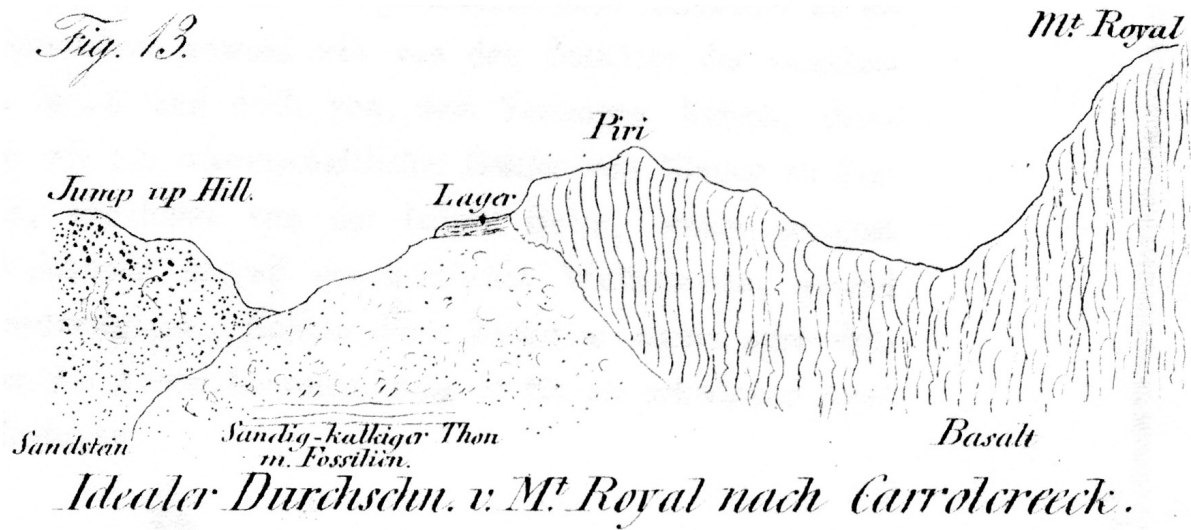 Fig. 13.
Mt. Royal
Piri
Jump up Hill.
Lager
Sandstein
Sandig-kalkiger Thon
m. Fossilien.
Basalt
Idealer Durchschn. v. Mt. Royal nach Carrolcreeck.